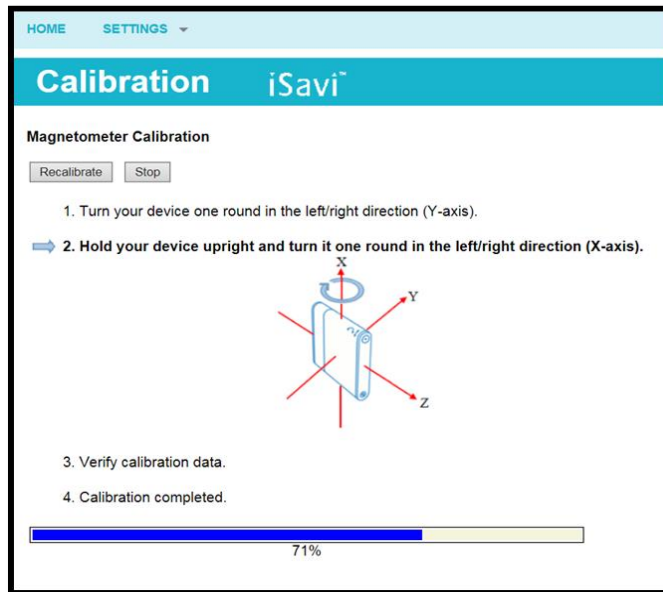 HOME SETTINGS
Calibration iSavi™
Magnetometer Calibration
Recalibrate Stop
1. Turn your device one round in the left/right direction (Y-axis).
2. Hold your device upright and turn it one round in the left/right direction (X-axis).
X
Y
Z
3. Verify calibration data.
4. Calibration completed.
71%